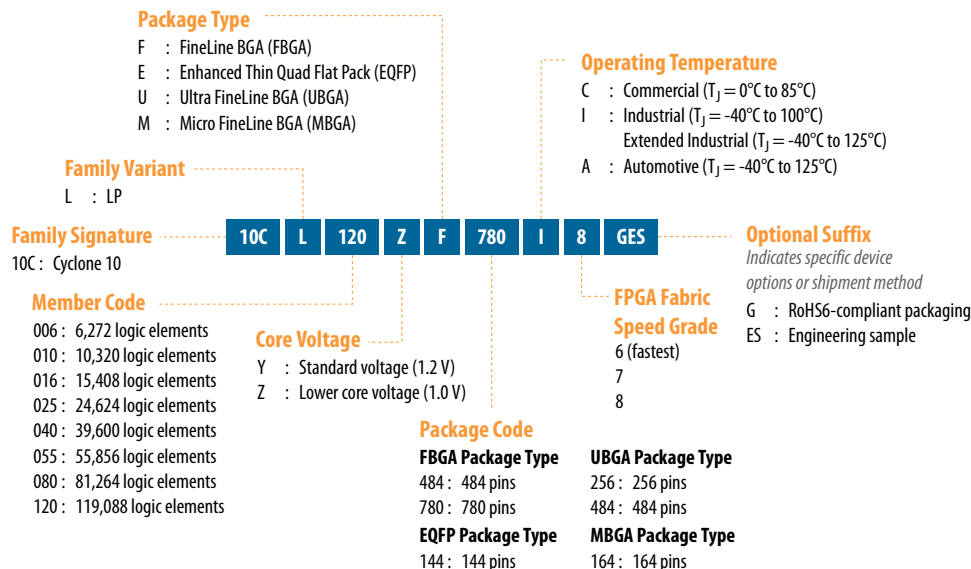 Package Type
F : FineLine BGA (FBGA)
E : Enhanced Thin Quad Flat Pack (EQFP)
U : Ultra FineLine BGA (UBGA)
M : Micro FineLine BGA (MBGA)
Operating Temperature
C : Commercial (TJ = 0°C to 85°C)
I : Industrial (TJ = -40°C to 100°C)
Extended Industrial (TJ = -40°C to 125°C)
A : Automotive (TJ = -40°C to 125°C)
Family Variant
L : LP
Family Signature
10C : Cyclone 10
10C L 120 Z F 780 I 8 GES
Optional Suffix
Indicates specific device
options or shipment method
G : RoHS6-compliant packaging
ES : Engineering sample
Member Code
006 : 6,272 logic elements
010 : 10,320 logic elements
016 : 15,408 logic elements
025 : 24,624 logic elements
040 : 39,600 logic elements
055 : 55,856 logic elements
080 : 81,264 logic elements
120 : 119,088 logic elements
Core Voltage
Y : Standard voltage (1.2 V)
Z : Lower core voltage (1.0 V)
FPGA Fabric
Speed Grade
6 (fastest)
7
8
Package Code
FBGA Package Type
484 : 484 pins
780 : 780 pins
EQFP Package Type
144 : 144 pins
UBGA Package Type
256 : 256 pins
484 : 484 pins
MBGA Package Type
164 : 164 pins